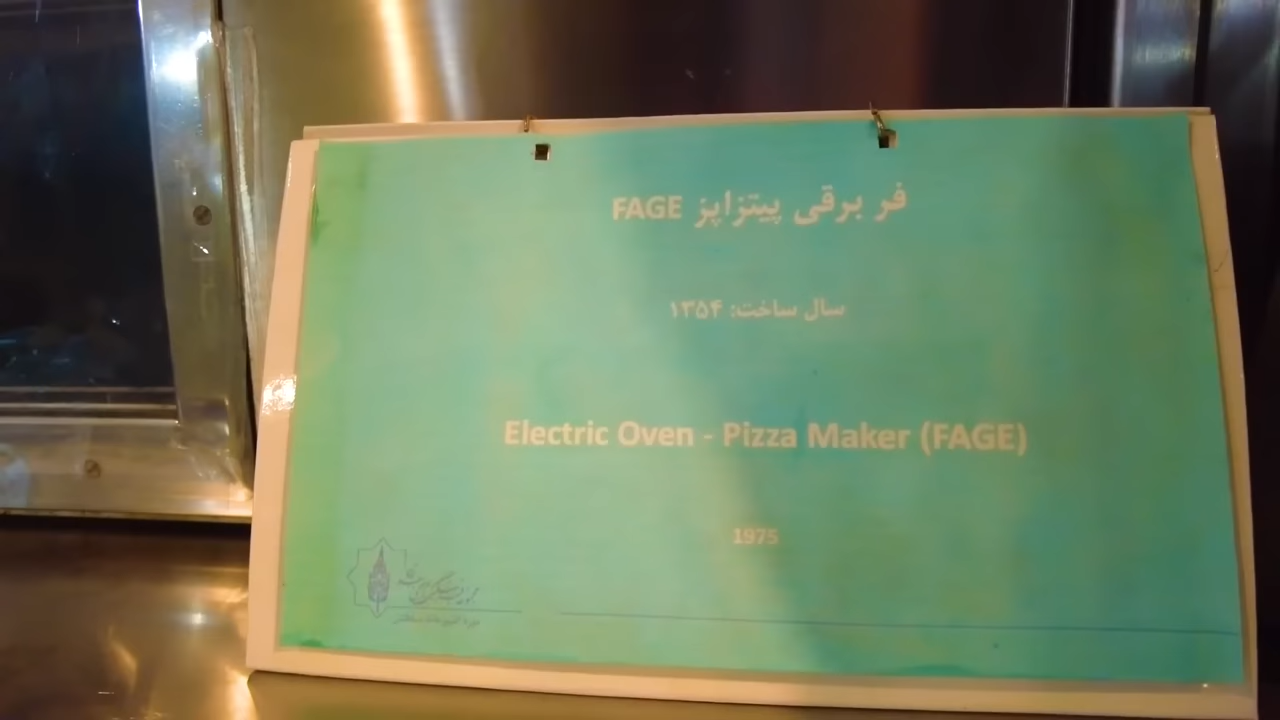 فر برقی پیتزاپز FAGE
سال ساخت: ۱۳۵۴
Electric Oven - Pizza Maker (FAGE)
1975